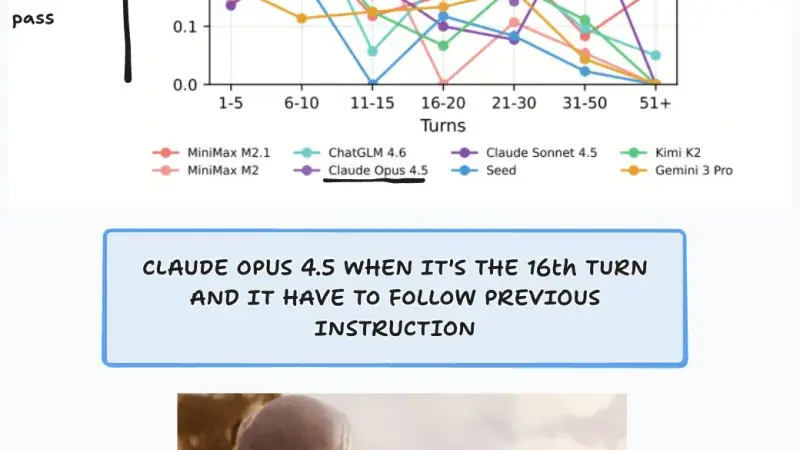 pass
0.1
0.0
1-5 6-10 11-15 16-20 21-30 31-50 51+
Turns
MiniMax M2.1 ChatGLM 4.6 Claude Sonnet 4.5 Kimi K2
MiniMax M2 Claude Opus 4.5 Seed Gemini 3 Pro
CLAUDE OPUS 4.5 WHEN IT'S THE 16th TURN
AND IT HAVE TO FOLLOW PREVIOUS
INSTRUCTION